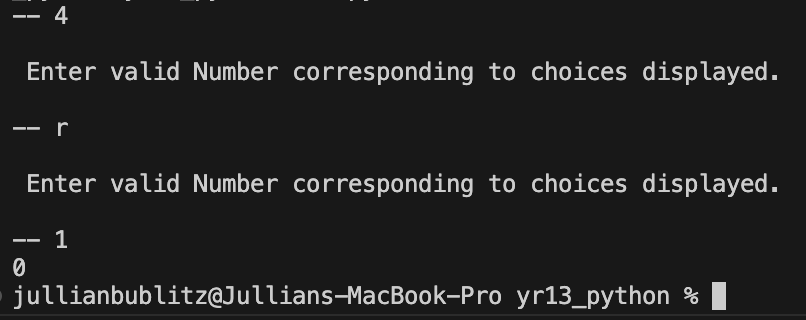 -- 4
Enter valid Number corresponding to choices displayed.
-- r
Enter valid Number corresponding to choices displayed.
-- 1
0
jullianbublitz@Jullians-MacBook-Pro yr13_python %